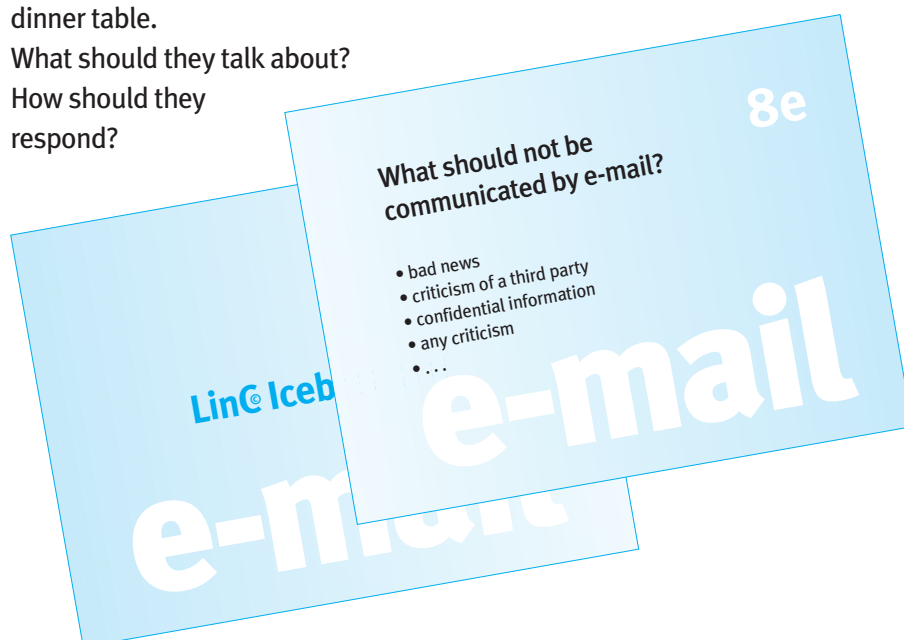 dinner table.
What should they talk about?
How should they
respond?
8e
What should not be
communicated by e-mail?
• bad news
• criticism of a third party
• confidential information
• any criticism
• . . .
e-mail
LinC© Iceb
e-mail